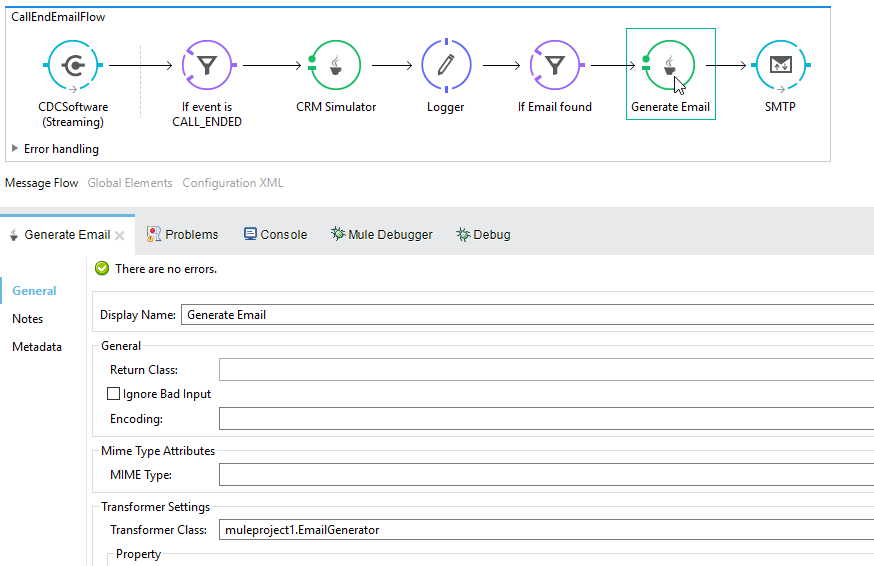 CallEndEmailFlow
CDCSoftware
(Streaming)
If event is
CALL_ENDED
CRM Simulator
Logger
If Email found
Generate Email
SMTP
Error handling
Message Flow Global Elements Configuration XML
Generate Email Problems Console Mule Debugger Debug
There are no errors.
General
Notes
Metadata
Display Name: Generate Email
General
Return Class:
Ignore Bad Input
Encoding:
Mime Type Attributes
MIME Type:
Transformer Settings
Transformer Class: muleproject1.EmailGenerator
Property